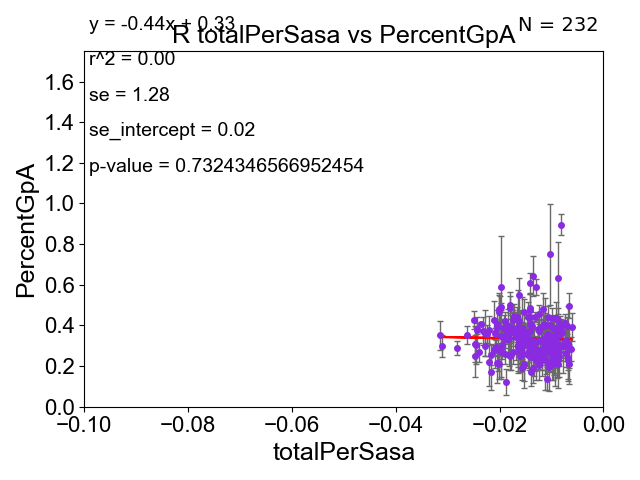 y = -0.44x + 0.33
N = 232
R totalPerSasa vs PercentGpA
r^2 = 0.00
se = 1.28
se_intercept = 0.02
p-value = 0.7324346566952454
PercentGpA
1.6
1.4
1.2
1.0
0.8
0.6
0.4
0.2
0.0
−0.10
−0.08
−0.06
−0.04
−0.02
0.00
totalPerSasa